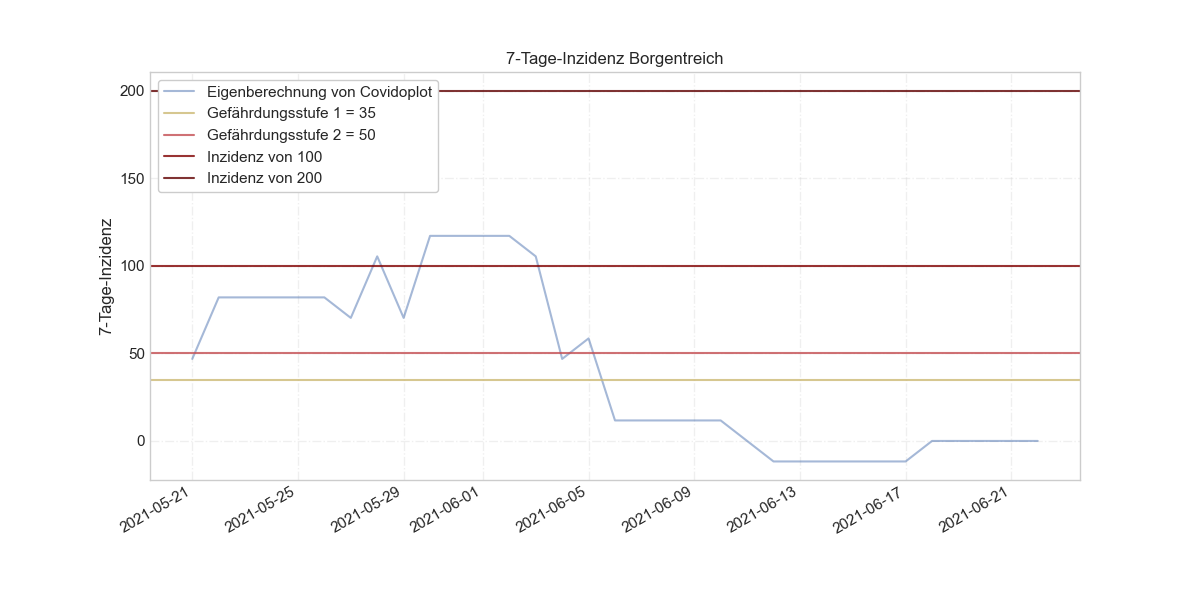 7-Tage-Inzidenz Borgentreich
Eigenberechnung von Covidoplot
Gefährdungsstufe 1 = 35
Gefährdungsstufe 2 = 50
Inzidenz von 100
Inzidenz von 200
7-Tage-Inzidenz
200
150
100
50
0
2021-05-21
2021-05-25
2021-05-29
2021-06-01
2021-06-05
2021-06-09
2021-06-13
2021-06-17
2021-06-21